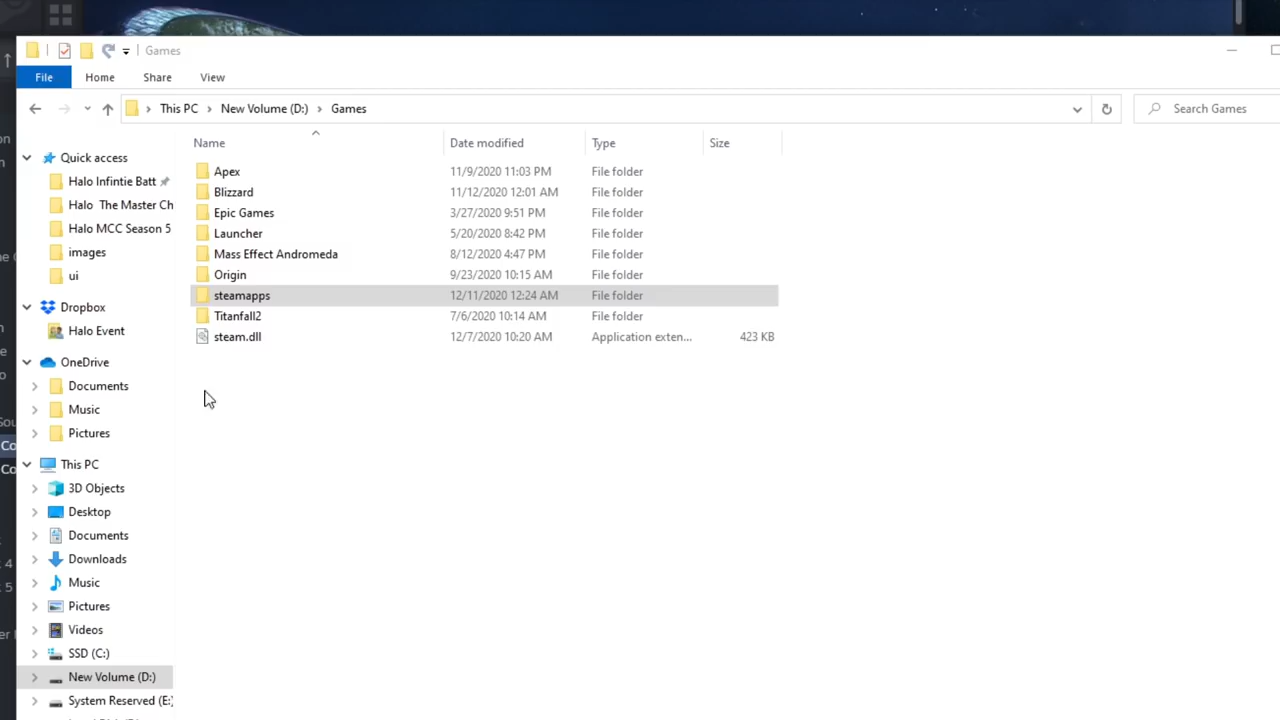 Games
File Home Share View
This PC New Volume (D:) Games Search Games
Name Date modified Type Size
Quick access
Halo Infintie Batt
Halo The Master Ch
Halo MCC Season 5
images
ui
Dropbox
Halo Event
OneDrive
Documents
Music
Pictures
This PC
3D Objects
Desktop
Documents
Downloads
Music
Pictures
Videos
SSD (C:)
New Volume (D:)
System Reserved (E:)
Apex 11/9/2020 11:03 PM File folder
Blizzard 11/12/2020 12:01 AM File folder
Epic Games 3/27/2020 9:51 PM File folder
Launcher 5/20/2020 8:42 PM File folder
Mass Effect Andromeda 8/12/2020 4:47 PM File folder
Origin 9/23/2020 10:15 AM File folder
steamapps 12/11/2020 12:24 AM File folder
Titanfall2 7/6/2020 10:14 AM File folder
steam.dll 12/7/2020 10:20 AM Application exten... 423 KB